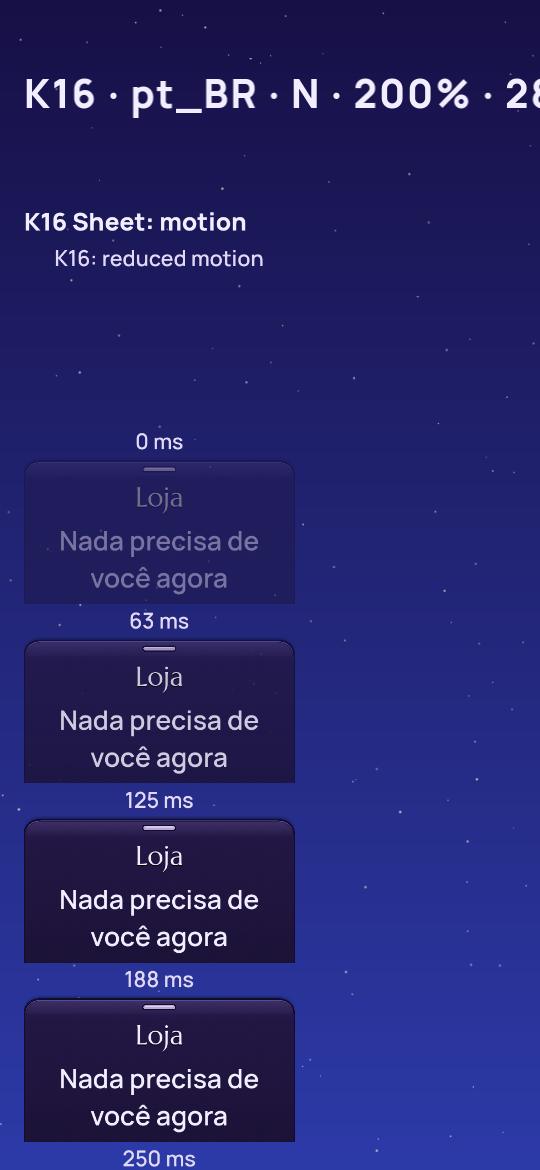 K16 · pt_BR · N · 200% · 28
K16 Sheet: motion
K16: reduced motion
0 ms
Loja
Nada precisa de
você agora
63 ms
Loja
Nada precisa de
você agora
125 ms
Loja
Nada precisa de
você agora
188 ms
Loja
Nada precisa de
você agora
250 ms